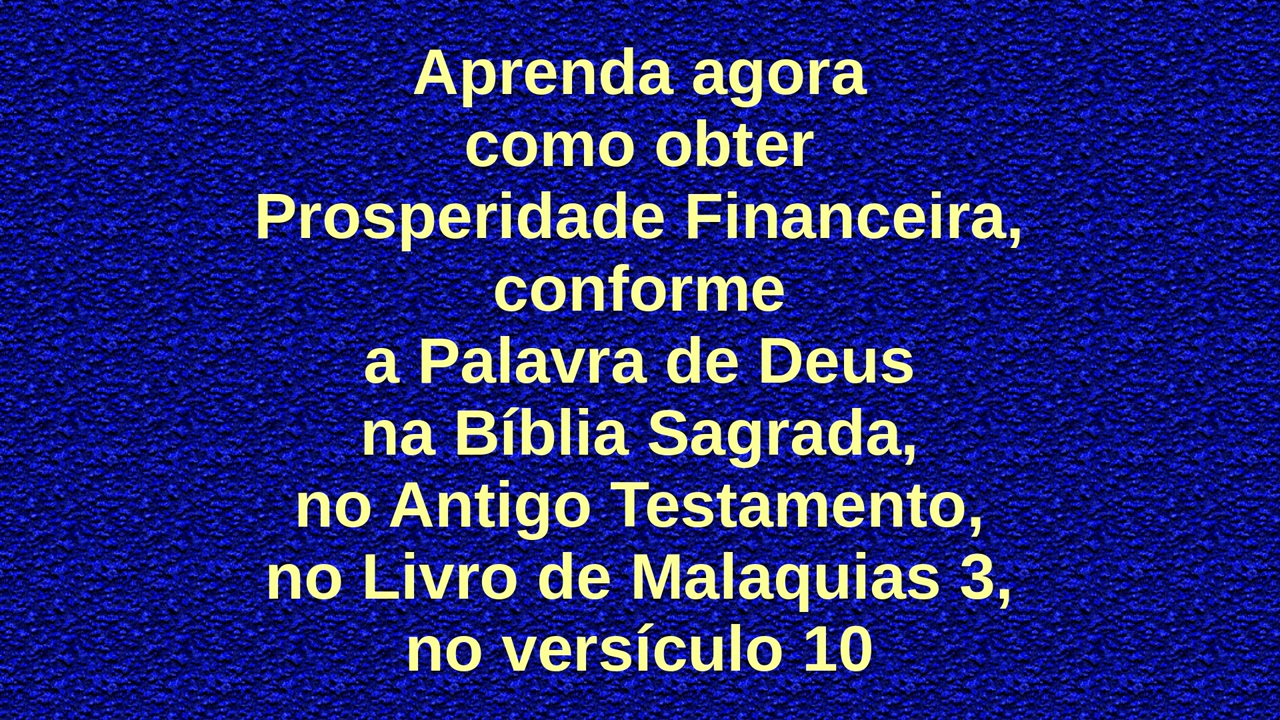 Aprenda agora
como obter
Prosperidade Financeira,
conforme
a Palavra de Deus
na Bíblia Sagrada,
no Antigo Testamento,
no Livro de Malaquias 3,
no versículo 10